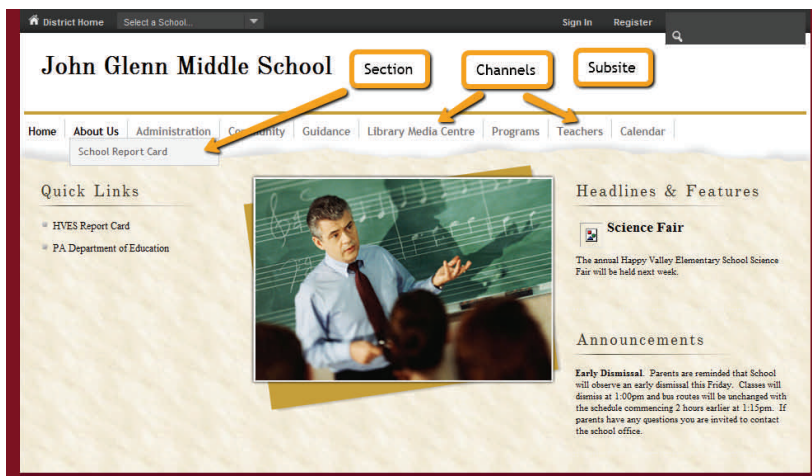 District Home Select a School... Sign In Register
John Glenn Middle School Section Channels Subsite
Home About Us Administration Community Guidance Library Media Centre Programs Teachers Calendar
School Report Card
Quick Links
HVES Report Card
PA Department of Education
Headlines & Features
Science Fair
The annual Happy Valley Elementary School Science
Fair will be held next week.
Announcements
Early Dismissal. Parents are reminded that School
will observe an early dismissal this Friday. Classes will
dismiss at 1:00pm and bus routes will be unchanged with
the schedule commencing 2 hours earlier at 1:15pm. If
parents have any questions you are invited to contact
the school office.